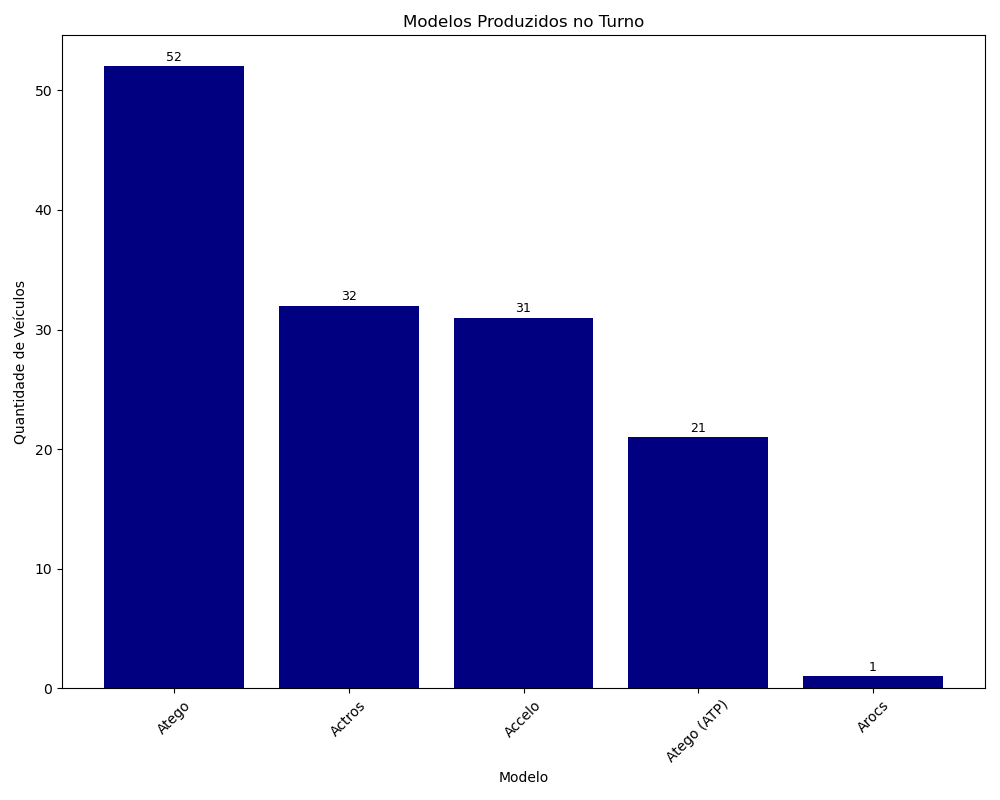 Modelos Produzidos no Turno
52
50
40
32
31
30
21
20
10
1
0
Quantidade de Veículos
Atego
Actros
Accelo
Atego (ATP)
Arocs
Modelo